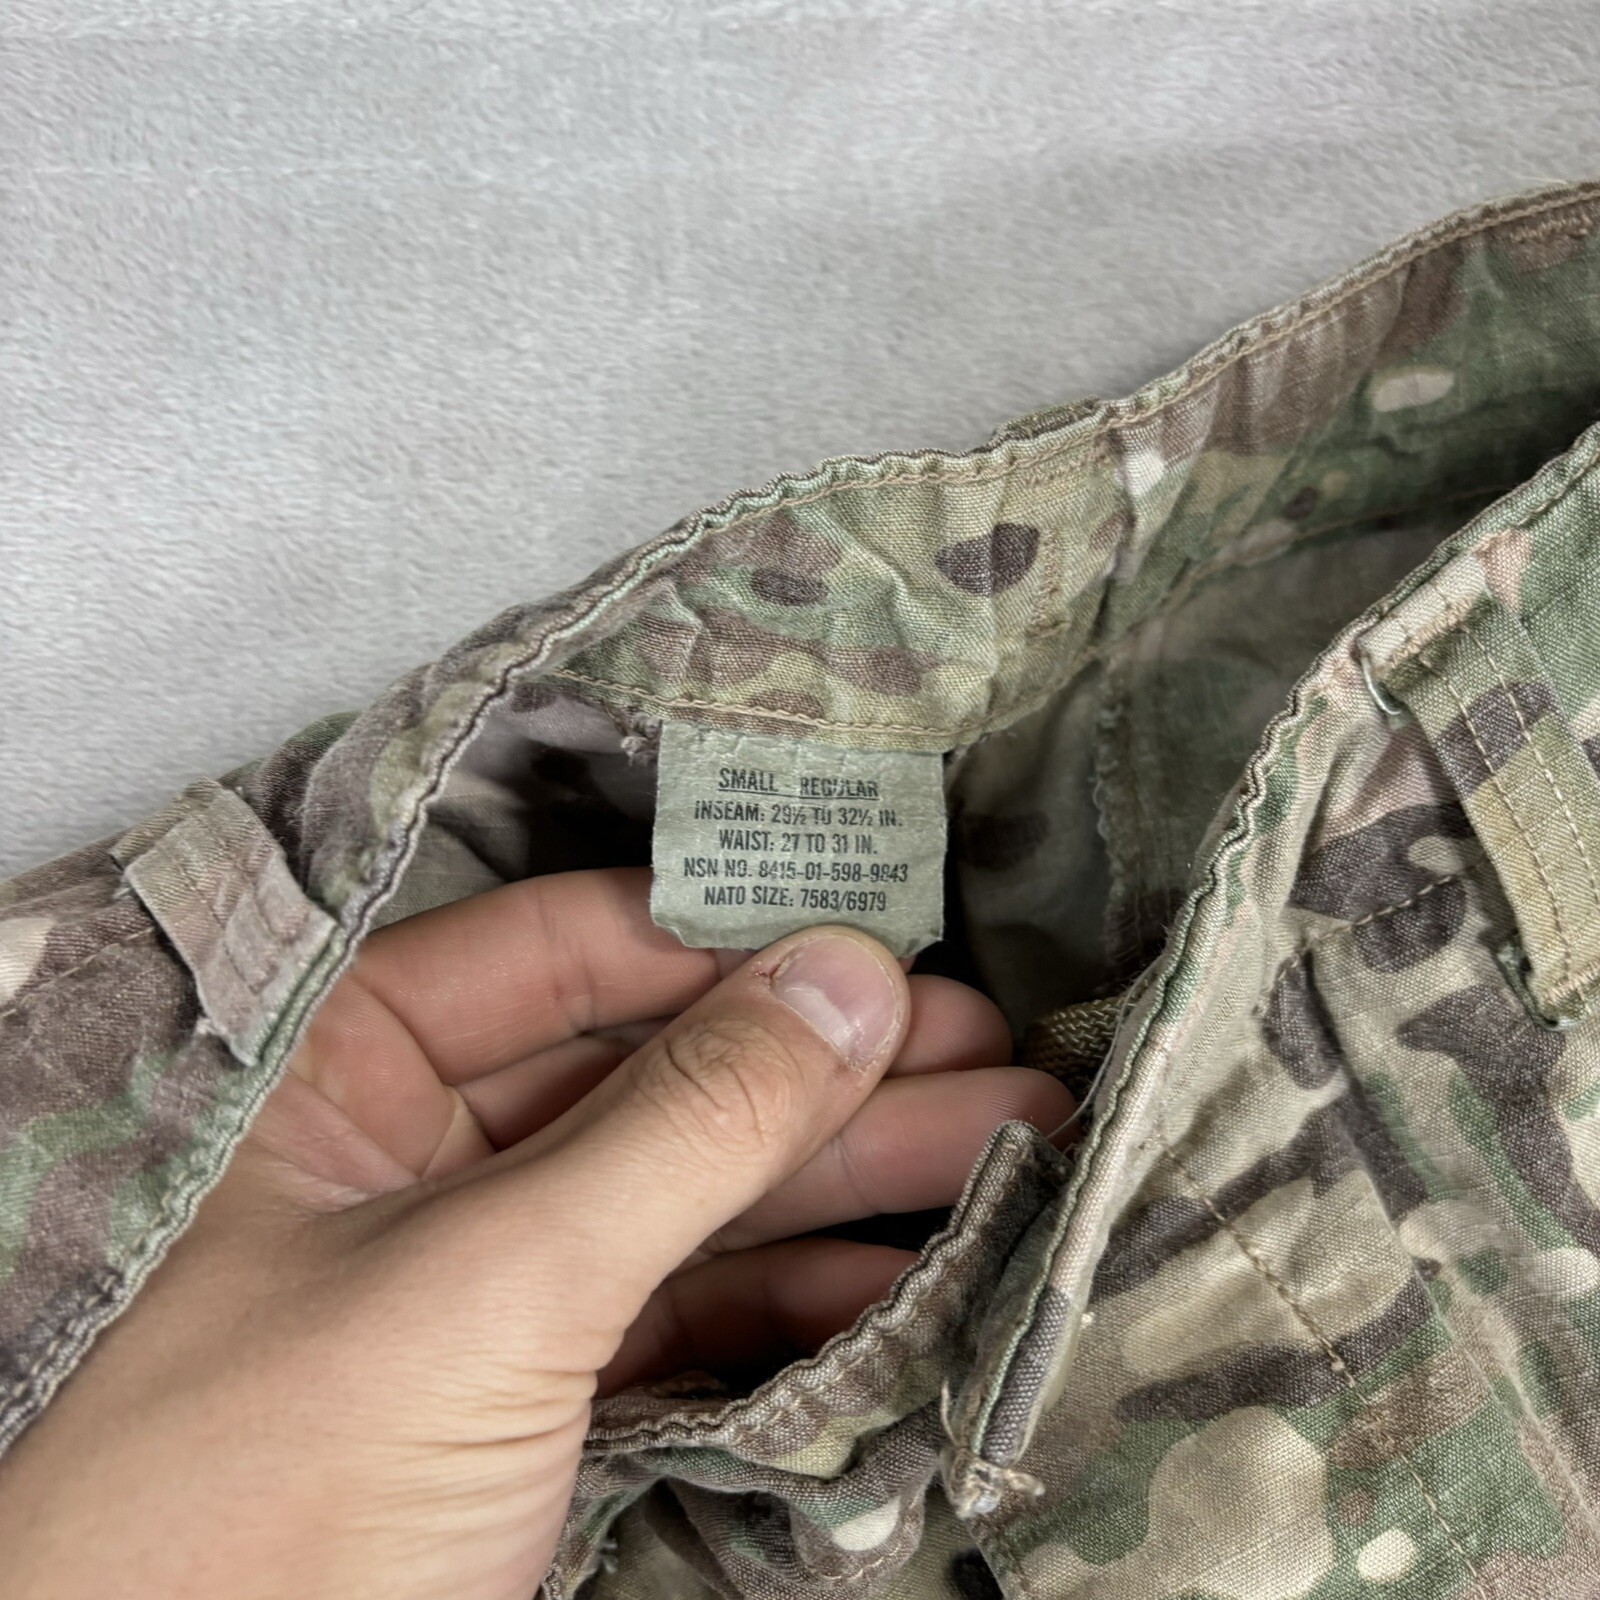 SMALL - REGULAR
INSEAM: 29½ TO 32½ IN.
WAIST: 27 TO 31 IN.
NSN NO. 8415-01-598-9843
NATO SIZE: 7583/6979